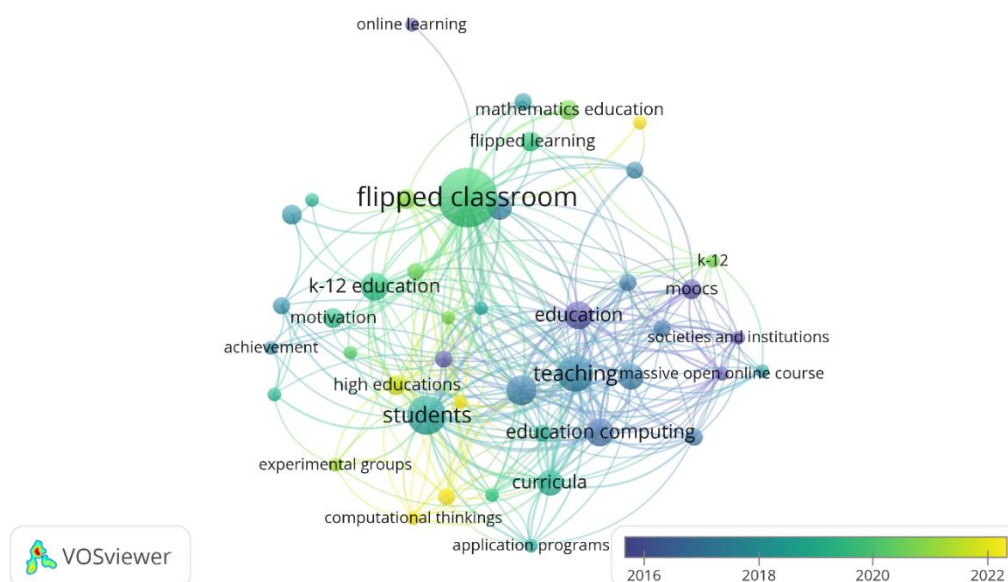 online learning
mathematics education
flipped learning
flipped classroom
k-12
k-12 education
moocs
motivation
education
societies and institutions
achievement
teaching
massive open online course
high educations
students
education computing
experimental groups
curricula
computational thinkings
application programs
VOSviewer
2016
2018
2020
2022